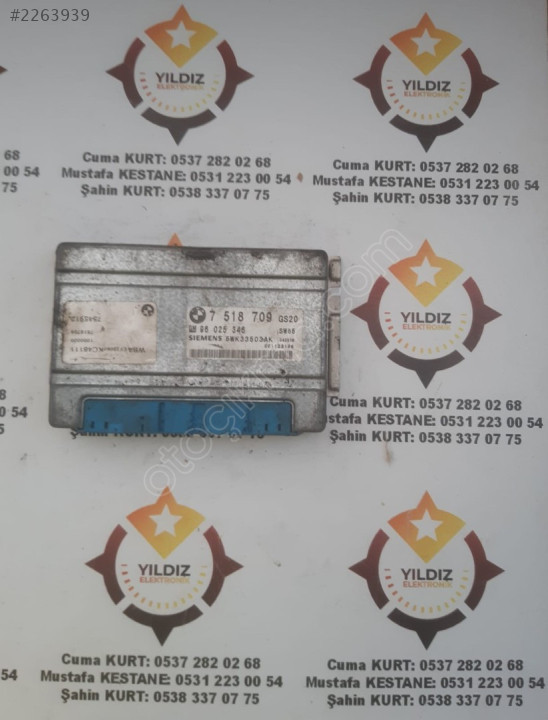 #2263939
YILDIZ
ELEKTRONİK
YILDIZ
ELEKTRONİK
68
00 54
75
Cuma KURT: 0537 282 02 68
Mustafa KESTANE: 0531 223 00 54
Şahin KURT: 0538 337 07 75
Cuma KURT: 0537 282 02 68
Mustafa KESTANE: 0531 223 00 54
Şahin KURT: 0538 337 07 75
7 518 709 GS20
96 025 346
SIEMENS
Cuma KURT: 0537 282 02 68
Mustafa KESTANE: 0531 223 00 54
Şahin KURT: 0538 337 07 75
YILDIZ
ELEKTRONİK
YILDIZ
ELEKTRONİK
54
Cuma KURT: 0537 282 02 68
Mustafa KESTANE: 0531 223 00 54
Şahin KURT: 0538 337 07 75
Cuma KURT: 0537 282 02 68
Mustafa KESTANE: 0531 223 00 54
Şahin KURT: 0538 337 07 75